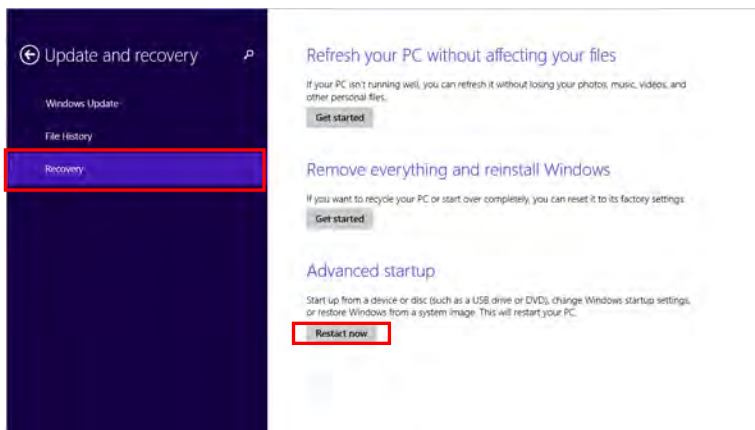 Update and recovery
Windows Update
File History
Recovery
Refresh your PC without affecting your files
If your PC isn't running well, you can refresh it without losing your photos, music, videos, and
other personal files.
Get started
Remove everything and reinstall Windows
If you want to recycle your PC or start over completely, you can reset it to its factory settings.
Get started
Advanced startup
Start up from a device or disc (such as a USB drive or DVD), change Windows startup settings,
or restore Windows from a system image. This will restart your PC.
Restart now